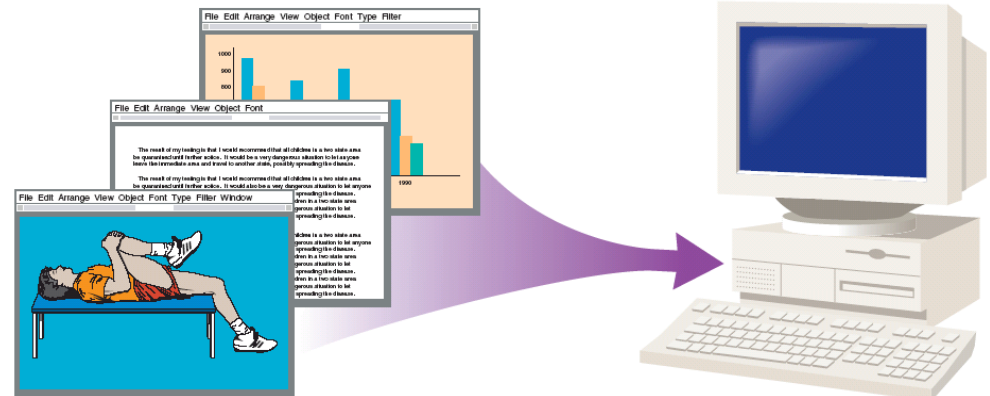 File Edit Arrange View Object Font Type Filter
1000
900
800
1990
File Edit Arrange View Object Font
The result of my testing is that I would recommend that all children in a two state area
be quaranised until further notice. It would be a very dangerous situation to let anyone
leave the immediate area and travel to another state, possibly spreading the disease.
The result of my testing is that I would recommend that all children in a two state area
be quaranised until further notice. It would also be a very dangerous situation to let anyone
spreading the disease.
dren in a two state area
gerous situation to let
spreading the disease.
hildren in a two state area
gerous situation to let anyone
spreading the disease.
dren in a two state area
gerous situation to let
spreading the disease.
dren in a two state area
gerous situation to let
spreading the disease.
File Edit Arrange View Object Font Type Filter Window